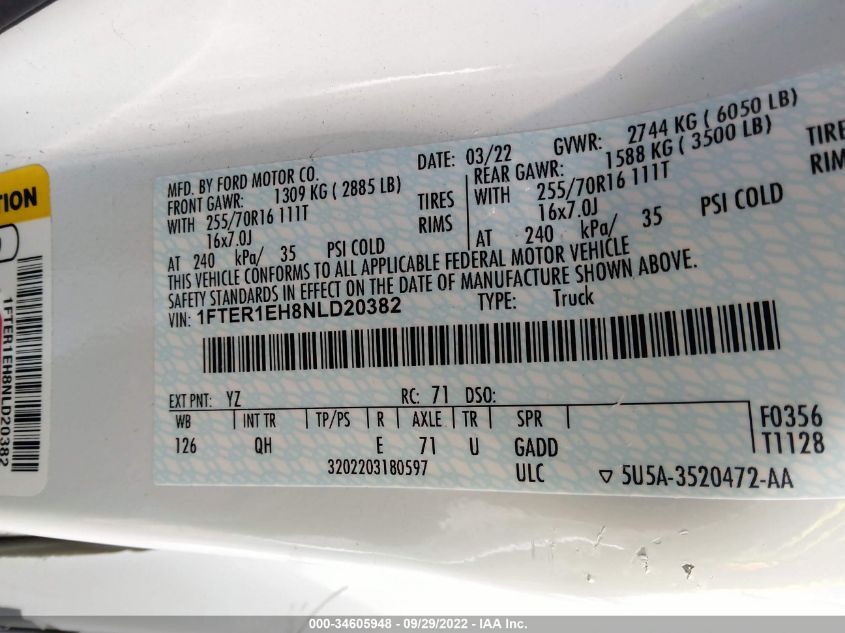 MFD. BY FORD MOTOR CO.
DATE: 03/22
GVWR: 2744 KG ( 6050 LB)
FRONT GAWR: 1309 KG ( 2885 LB)
REAR GAWR: 1588 KG ( 3500 LB)
WITH 255/70R16 111T TIRES
WITH 255/70R16 111T TIRES
16x7.0J RIMS
16x7.0J RIMS
AT 240 kPa/ 35 PSI COLD
AT 240 kPa/ 35 PSI COLD
THIS VEHICLE CONFORMS TO ALL APPLICABLE FEDERAL MOTOR VEHICLE
SAFETY STANDARDS IN EFFECT ON THE DATE OF MANUFACTURE SHOWN ABOVE.
VIN: 1FTER1EH8NLD20382 TYPE: Truck
EXT PNT: YZ RC: 71 DSO:
WB INT TR TP/PS R AXLE TR SPR F0356
126 QH E 71 U GADD T1128
3202203180597 ULC ▽ 5U5A-3520472-AA
TION
1FTER1EH8NLD20382
000-34605948 - 09/29/2022 - IAA Inc.